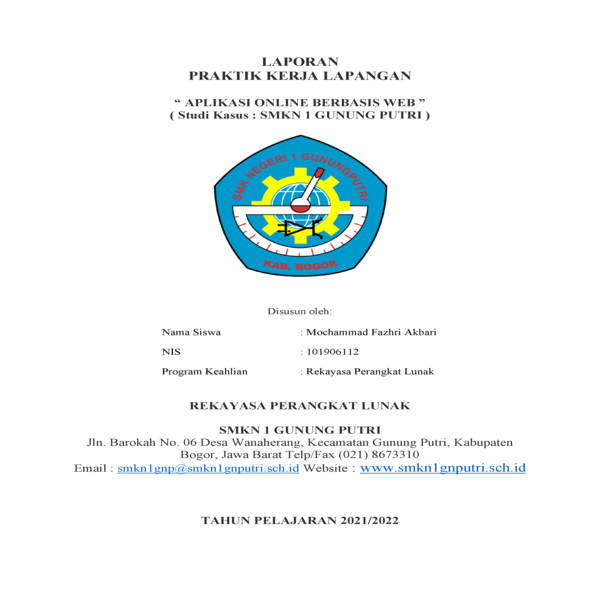 LAPORAN
PRAKTIK KERJA LAPANGAN
“ APLIKASI ONLINE BERBASIS WEB ”
( Studi Kasus : SMKN 1 GUNUNG PUTRI )
SMK NEGERI 1 GUNUNGPUTRI
KAB. BOGOR
Disusun oleh:
Nama Siswa : Mochammad Fazhri Akbari
NIS : 101906112
Program Keahlian : Rekayasa Perangkat Lunak
REKAYASA PERANGKAT LUNAK
SMKN 1 GUNUNG PUTRI
Jln. Barokah No. 06 Desa Wanaherang, Kecamatan Gunung Putri, Kabupaten
Bogor, Jawa Barat Telp/Fax (021) 8673310
Email : smkn1gnp@smkn1gnputri.sch.id Website : www.smkn1gnputri.sch.id
TAHUN PELAJARAN 2021/2022